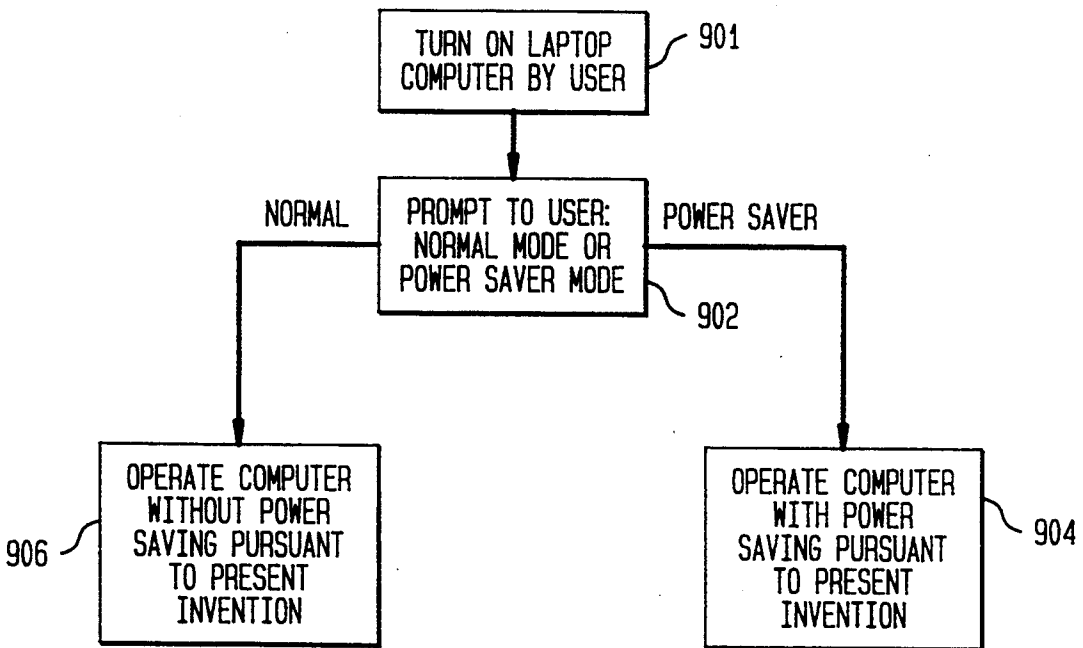 TURN ON LAPTOP
COMPUTER BY USER
901
NORMAL
PROMPT TO USER:
NORMAL MODE OR
POWER SAVER MODE
POWER SAVER
902
OPERATE COMPUTER
WITHOUT POWER
SAVING PURSUANT
TO PRESENT
INVENTION
906
OPERATE COMPUTER
WITH POWER
SAVING PURSUANT
TO PRESENT
INVENTION
904